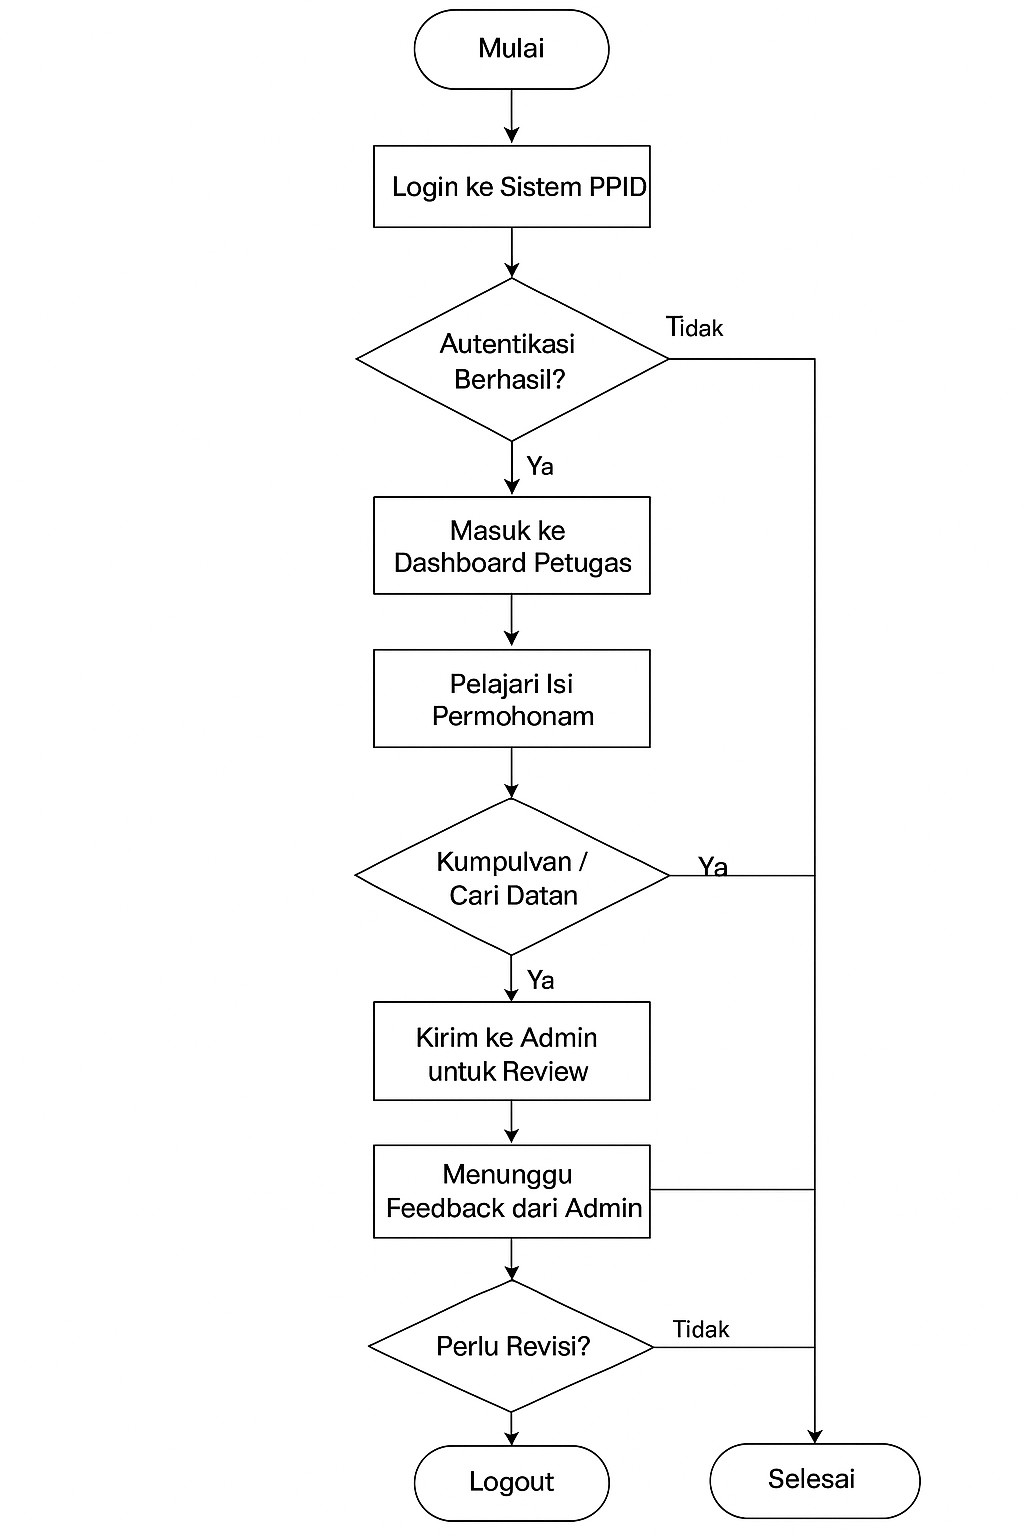 Mulai
Login ke Sistem PPID
Autentikasi
Berhasil?
Tidak
Ya
Masuk ke
Dashboard Petugas
Pelajari Isi
Permohonam
Kumpulvan /
Cari Datan
Ya
Ya
Kirim ke Admin
untuk Review
Menunggu
Feedback dari Admin
Perlu Revisi?
Tidak
Logout
Selesai